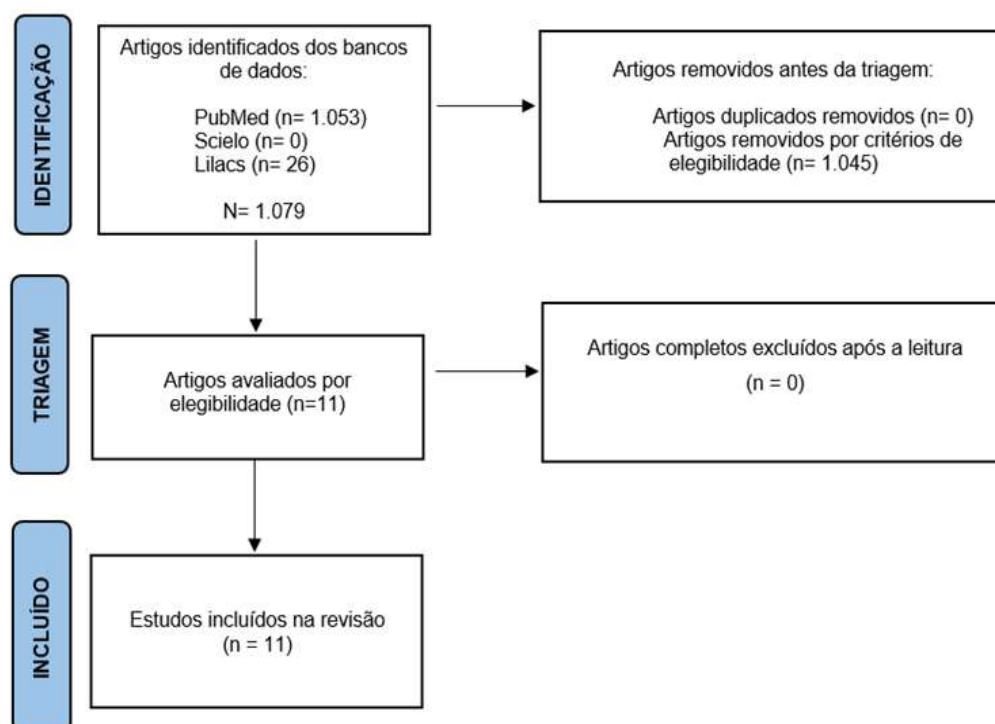 IDENTIFICAÇÃO
Artigos identificados dos bancos
de dados:
PubMed (n= 1.053)
Scielo (n= 0)
Lilacs (n= 26)
N= 1.079
Artigos removidos antes da triagem:
Artigos duplicados removidos (n= 0)
Artigos removidos por critérios de
elegibilidade (n= 1.045)
TRIAGEM
Artigos avaliados por
elegibilidade (n=11)
Artigos completos excluídos após a leitura
(n = 0)
INCLUÍDO
Estudos incluídos na revisão
(n = 11)